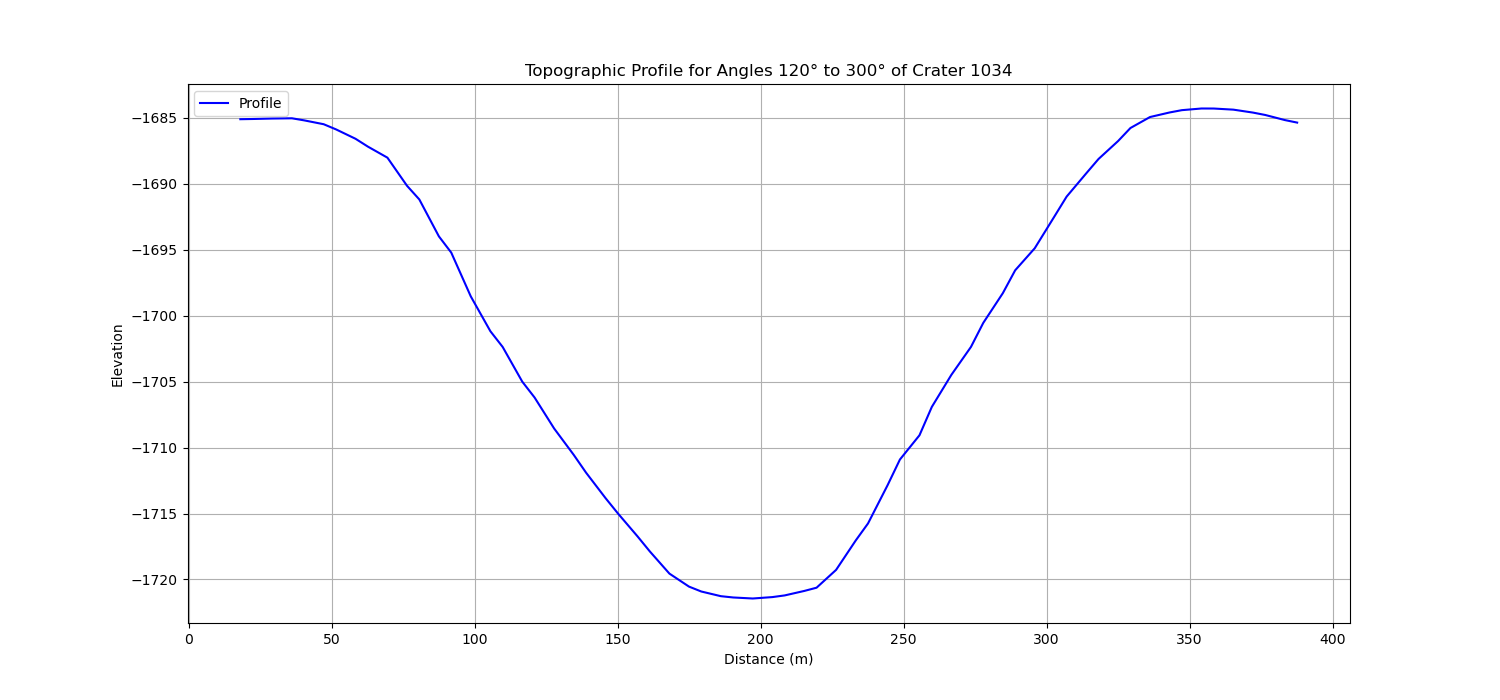 Topographic Profile for Angles 120° to 300° of Crater 1034
Profile
−1685
−1690
−1695
−1700
−1705
−1710
−1715
−1720
Elevation
0 50 100 150 200 250 300 350 400
Distance (m)